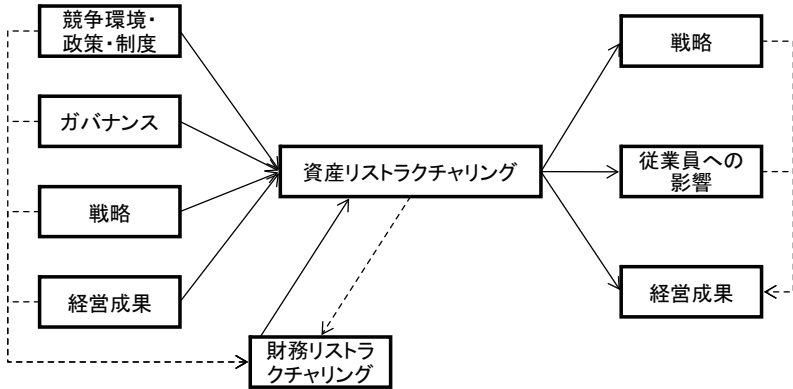 競争環境・
政策・制度
ガバナンス
戦略
経営成果
資産リストラクチャリング
財務リストラ
クチャリング
戦略
従業員への
影響
経営成果